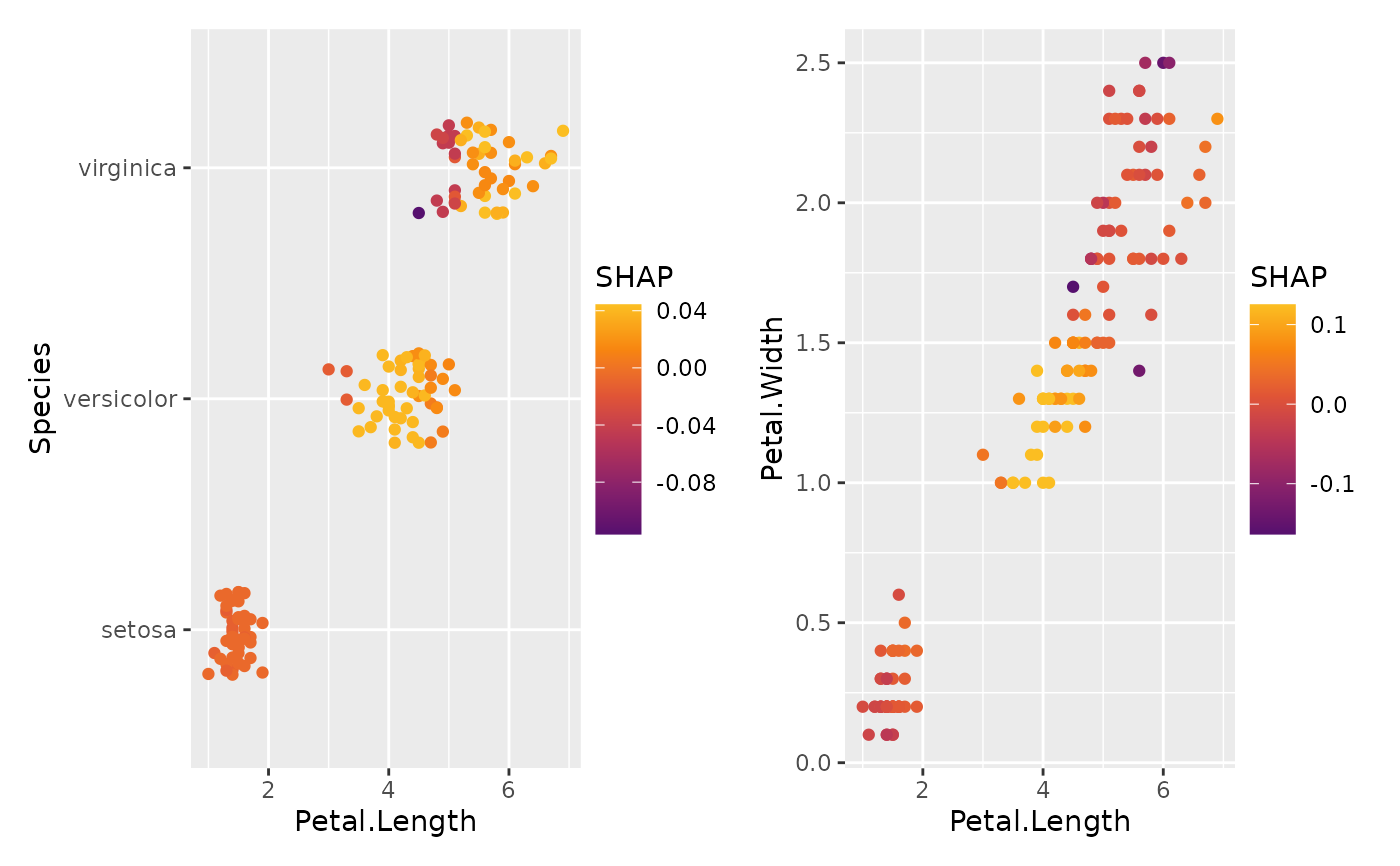 Species
virginica
versicolor
setosa
2 4 6
Petal.Length
SHAP
0.04
0.00
-0.04
-0.08
Petal.Width
2.5
2.0
1.5
1.0
0.5
0.0
2 4 6
Petal.Length
SHAP
0.1
0.0
-0.1